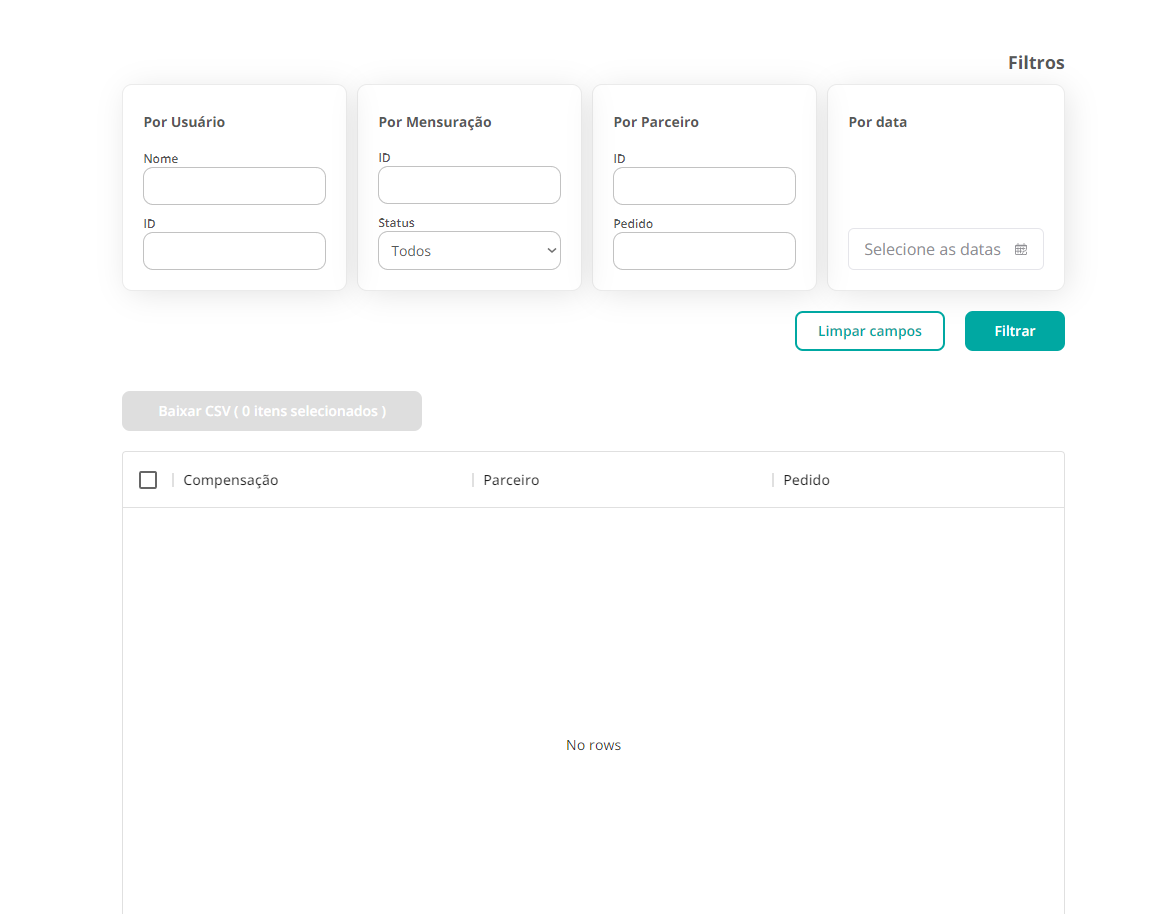 Filtros
Por Usuário
Nome
ID
Por Mensuração
ID
Status
Todos
Por Parceiro
ID
Pedido
Por data
Selecione as datas
Limpar campos
Filtrar
Baixar CSV ( 0 itens selecionados )
Compensação
Parceiro
Pedido
No rows